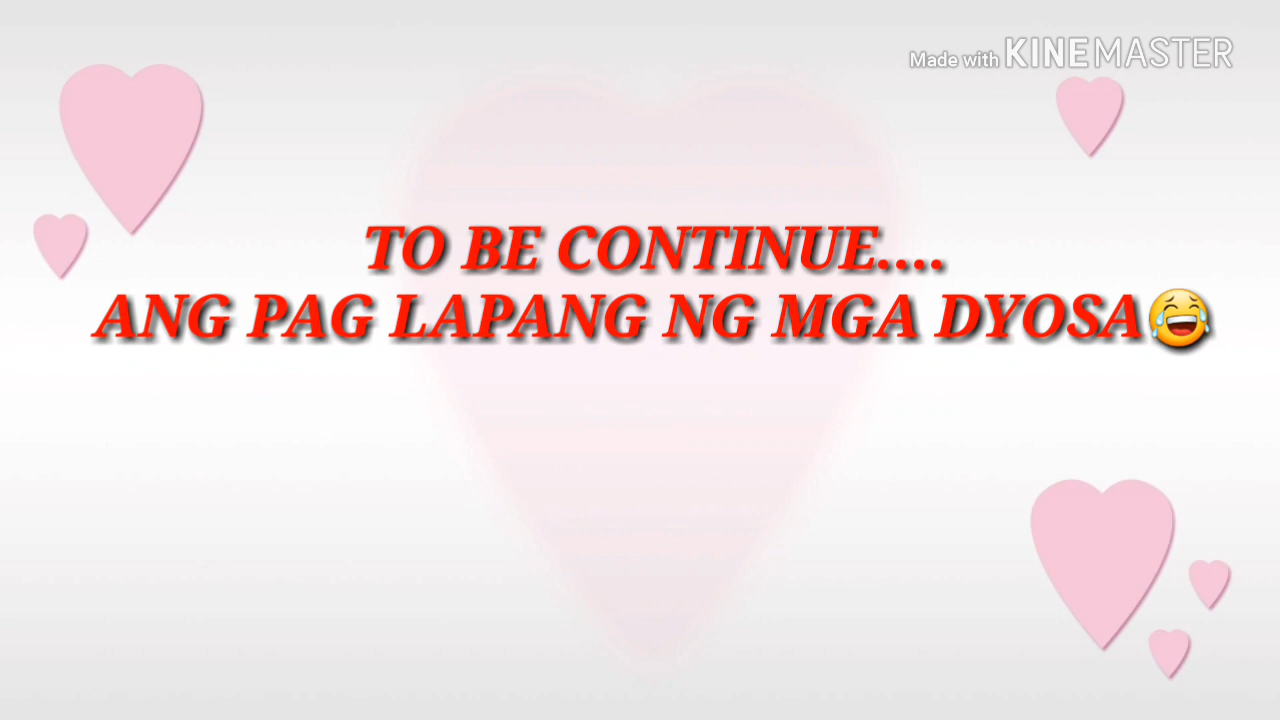 Made with KINEMASTER
TO BE CONTINUE....
ANG PAG LAPANG NG MGA DYOSA😂